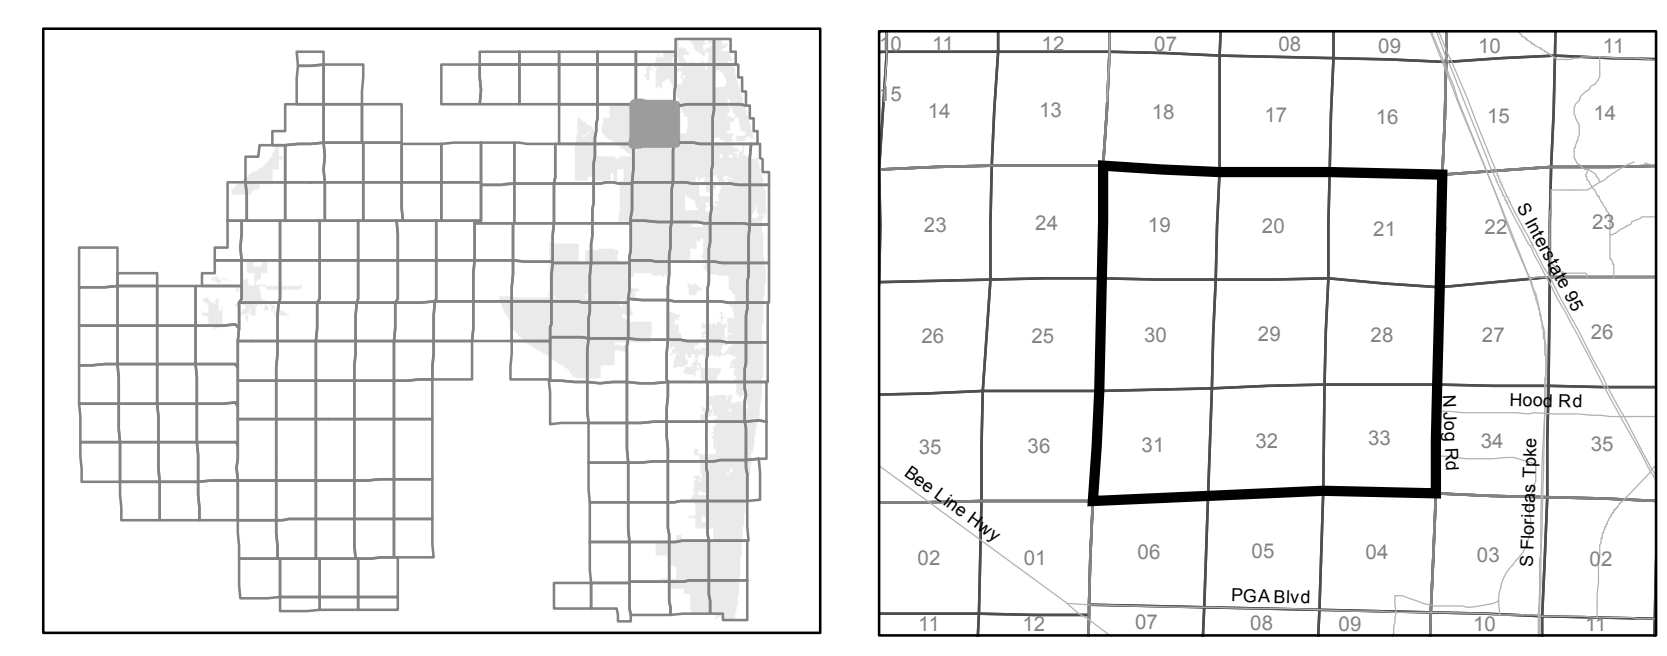 10 11 12 07 08 09 10 11
15 14 13 18 17 16 15 14
23 24 19 20 21 22 23
S Interstate 95
26 25 30 29 28 27 26
Hood Rd
N Jog Rd
35 36 31 32 33 34 35
S Floridas Tpke
Bee Line Hwy
02 01 06 05 04 03 02
PGA Blvd
11 12 07 08 09 10 11